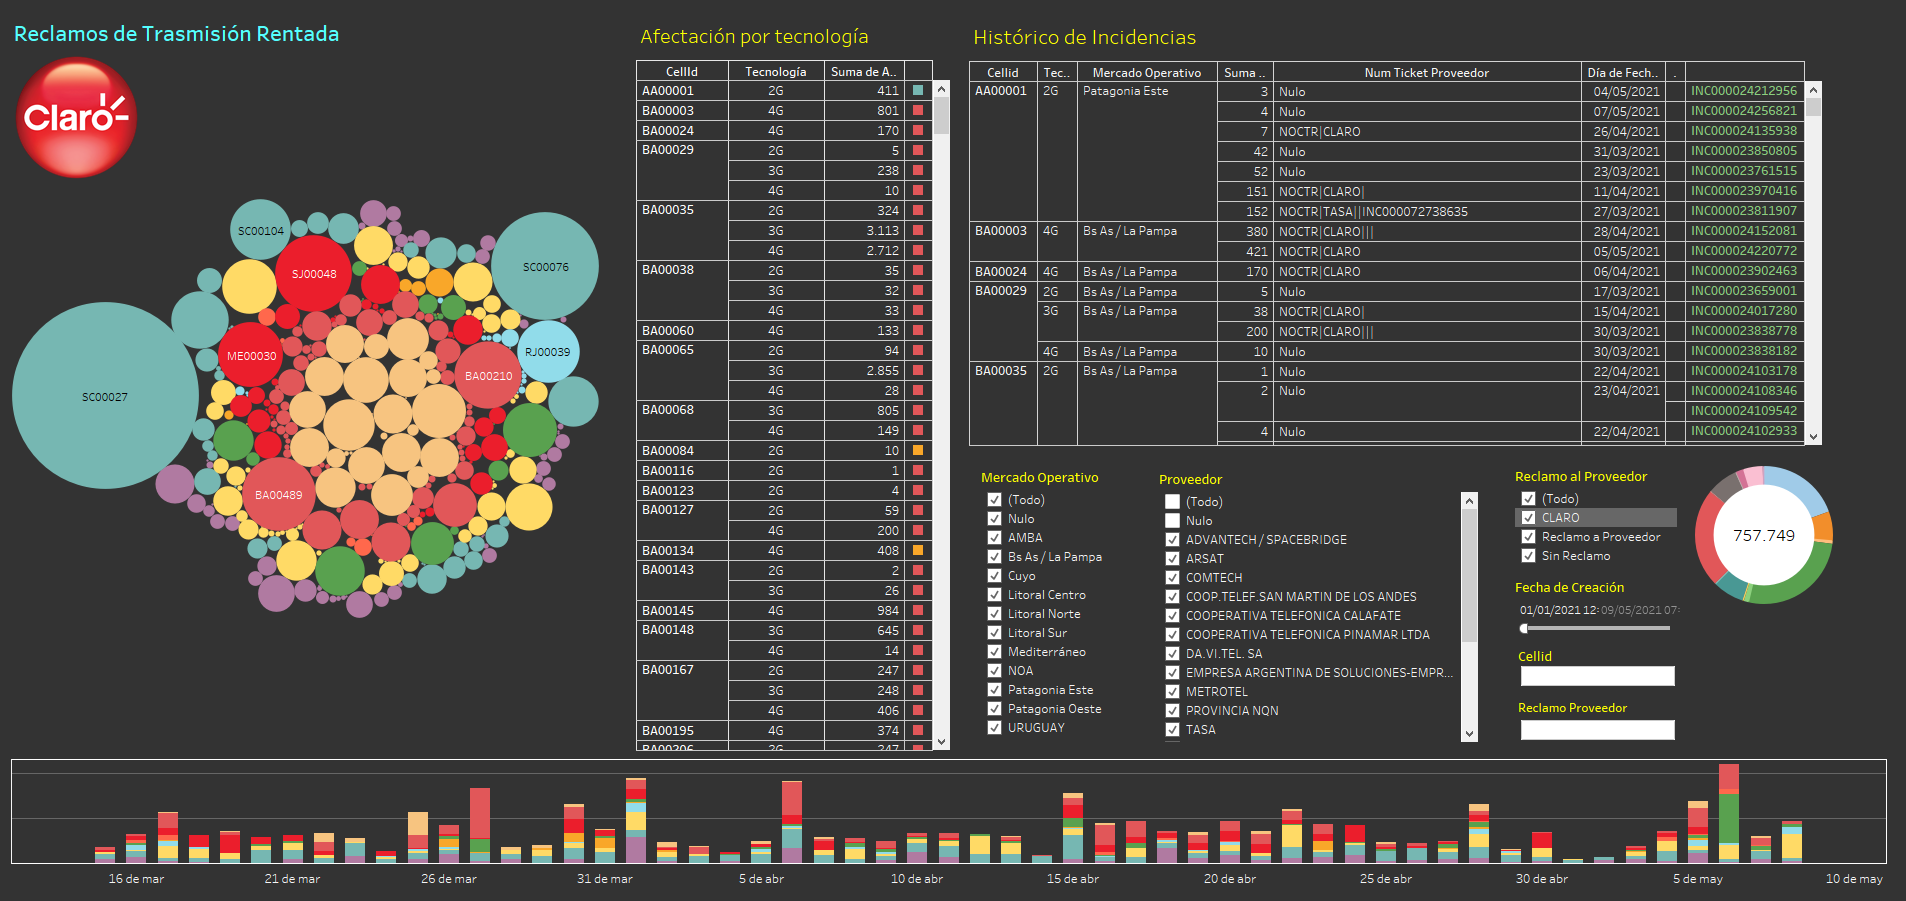 Reclamos de Trasmisión Rentada
Claro
SC00104
SJ00048
SC00076
ME00030
RJ00039
BA00210
SC00027
BA00489
Afectación por tecnología
CellId Tecnología Suma de A..
AA00001 2G 411
BA00003 4G 801
BA00024 4G 170
BA00029 2G 5
3G 238
4G 10
BA00035 2G 324
3G 3.113
4G 2.712
BA00038 2G 35
3G 32
4G 33
BA00060 4G 133
BA00065 2G 94
3G 2.855
4G 28
BA00068 3G 805
4G 149
BA00084 2G 10
BA00116 2G 1
BA00123 2G 4
BA00127 2G 59
4G 200
BA00134 4G 408
BA00143 2G 2
3G 26
BA00145 4G 984
BA00148 3G 645
4G 14
BA00167 2G 247
3G 248
4G 406
BA00195 4G 374
BA00206 2G 247
Histórico de Incidencias
Cellid Tec.. Mercado Operativo Suma .. Num Ticket Proveedor Día de Fech.. .
AA00001 2G Patagonia Este 3 Nulo 04/05/2021 INC000024212956
4 Nulo 07/05/2021 INC000024256821
7 NOCTR|CLARO 26/04/2021 INC000024135938
42 Nulo 31/03/2021 INC000023850805
52 Nulo 23/03/2021 INC000023761515
151 NOCTR|CLARO| 11/04/2021 INC000023970416
152 NOCTR|TASA||INC000072738635 27/03/2021 INC000023811907
BA00003 4G Bs As / La Pampa 380 NOCTR|CLARO||| 28/04/2021 INC000024152081
421 NOCTR|CLARO 05/05/2021 INC000024220772
BA00024 4G Bs As / La Pampa 170 NOCTR|CLARO 06/04/2021 INC000023902463
BA00029 2G Bs As / La Pampa 5 Nulo 17/03/2021 INC000023659001
3G Bs As / La Pampa 38 NOCTR|CLARO| 15/04/2021 INC000024017280
200 NOCTR|CLARO||| 30/03/2021 INC000023838778
4G Bs As / La Pampa 10 Nulo 30/03/2021 INC000023838182
BA00035 2G Bs As / La Pampa 1 Nulo 22/04/2021 INC000024103178
2 Nulo 23/04/2021 INC000024108346
INC000024109542
4 Nulo 22/04/2021 INC000024102933
Mercado Operativo
(Todo)
Nulo
AMBA
Bs As / La Pampa
Cuyo
Litoral Centro
Litoral Norte
Litoral Sur
Mediterráneo
NOA
Patagonia Este
Patagonia Oeste
URUGUAY
Proveedor
(Todo)
Nulo
ADVANTECH / SPACEBRIDGE
ARSAT
COMTECH
COOP.TELEF.SAN MARTIN DE LOS ANDES
COOPERATIVA TELEFONICA CALAFATE
COOPERATIVA TELEFONICA PINAMAR LTDA
DA.VI.TEL. SA
EMPRESA ARGENTINA DE SOLUCIONES-EMPR...
METROTEL
PROVINCIA NQN
TASA
Reclamo al Proveedor
(Todo)
CLARO
Reclamo a Proveedor
Sin Reclamo
757.749
Fecha de Creación
01/01/2021 12: 09/05/2021 07:
Cellid
Reclamo Proveedor
16 de mar 21 de mar 26 de mar 31 de mar 5 de abr 10 de abr 15 de abr 20 de abr 25 de abr 30 de abr 5 de may 10 de may